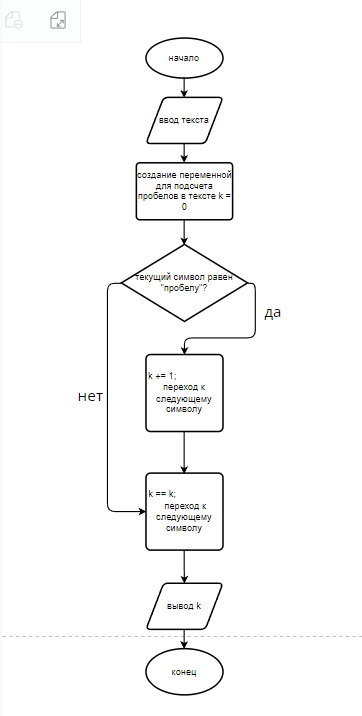 начало
ввод текста
создание переменной
для подсчета
пробелов в тексте k =
0
текущий символ равен
"пробелу"?
да
k += 1;
переход к
следующему
символу
нет
k == k;
переход к
следующему
символу
вывод k
конец